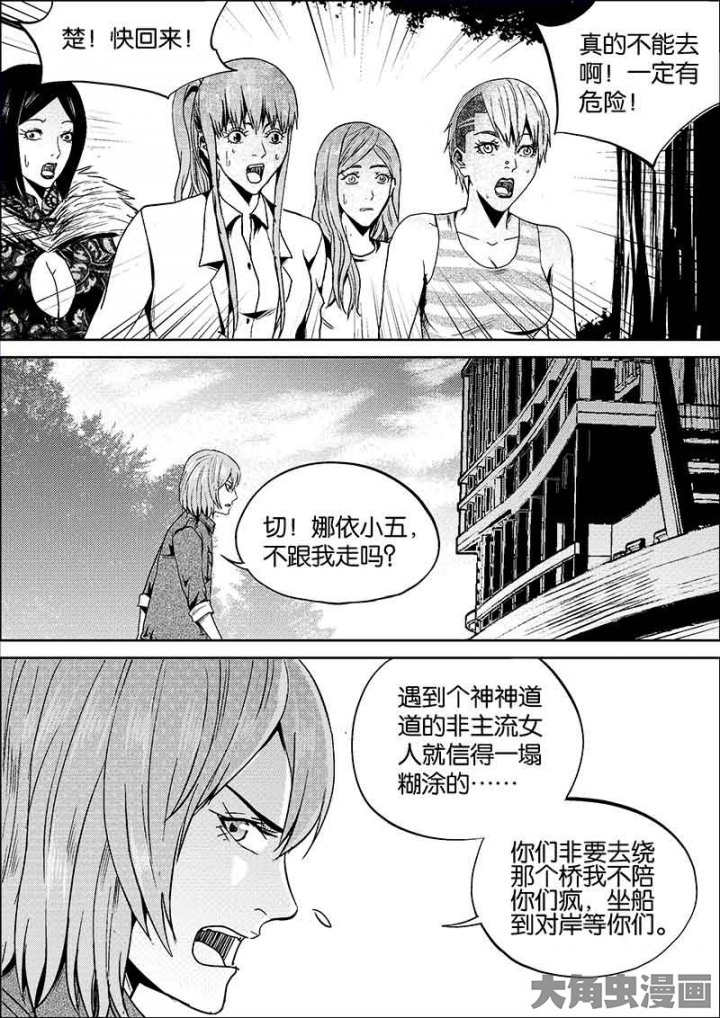 楚！快回来！
真的不能去
啊！一定有
危险！
切！娜依小五，
不跟我走吗？
遇到个神神道
道的非主流女
人就信得一塌
糊涂的……
你们非要去绕
那个桥我不陪
你们疯，坐船
到对岸等你们。
大角虫漫画